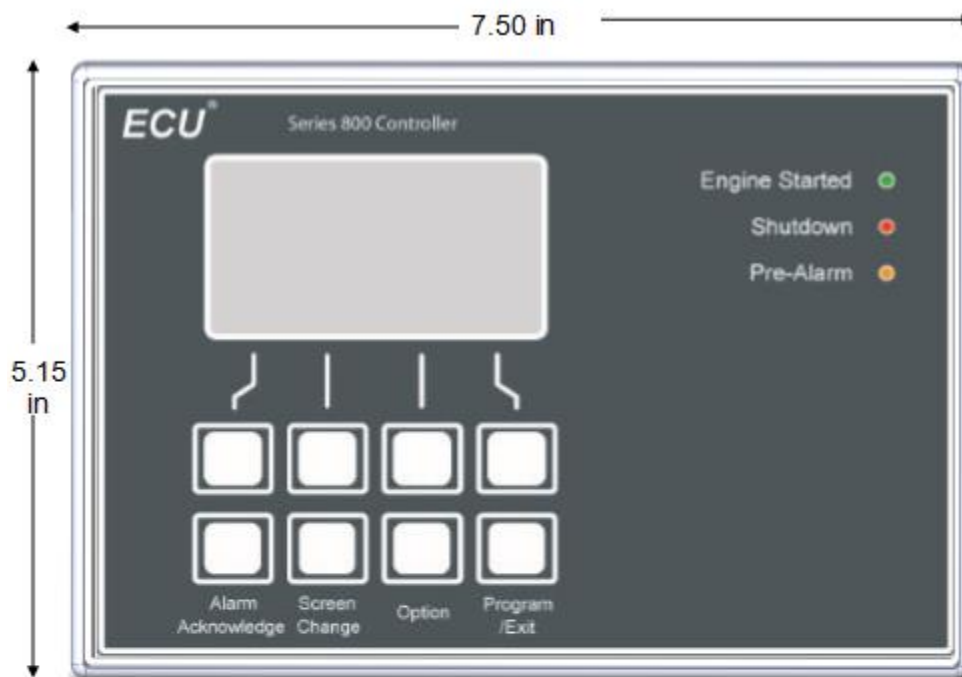 7.50 in
ECU®
Series 800 Controller
Engine Started
Shutdown
Pre-Alarm
5.15
in
Alarm
Acknowledge
Screen
Change
Option
Program
/Exit